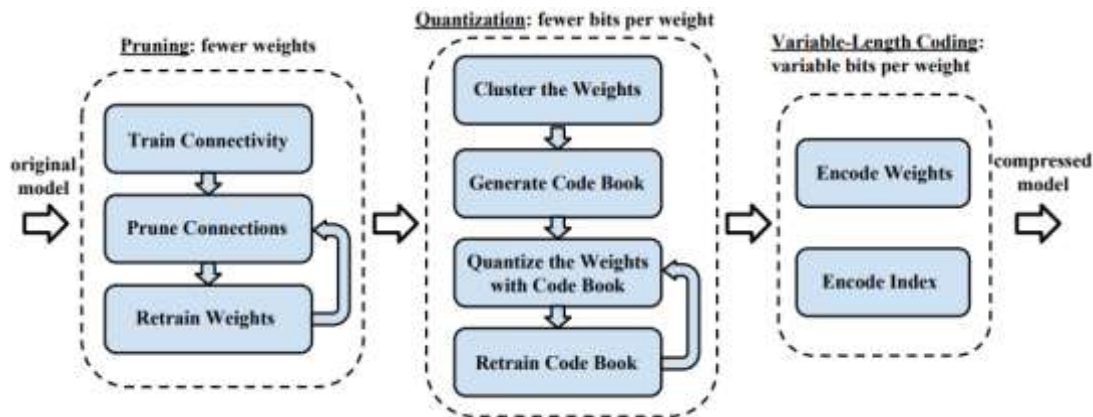 original
model
Pruning: fewer weights
Train Connectivity
Prune Connections
Retrain Weights
Quantization: fewer bits per weight
Cluster the Weights
Generate Code Book
Quantize the Weights
with Code Book
Retrain Code Book
Variable-Length Coding:
variable bits per weight
Encode Weights
Encode Index
compressed
model